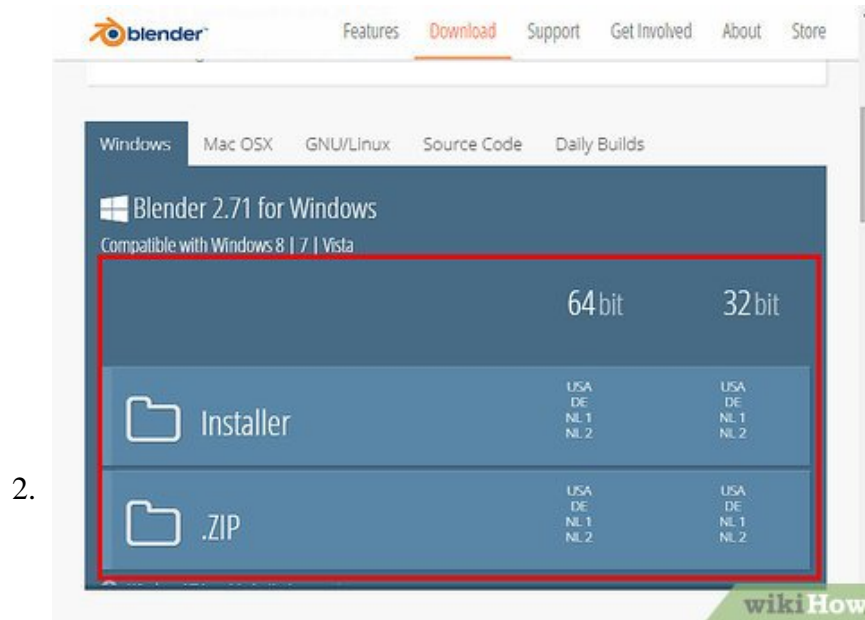 blender
Features Download Support Get Involved About Store
Windows Mac OSX GNU/Linux Source Code Daily Builds
Blender 2.71 for Windows
Compatible with Windows 8 | 7 | Vista
64 bit 32 bit
Installer
USA USA
DE DE
NL 1 NL 1
NL 2 NL 2
2.
.ZIP
USA USA
DE DE
NL 1 NL 1
NL 2 NL 2
wikiHow